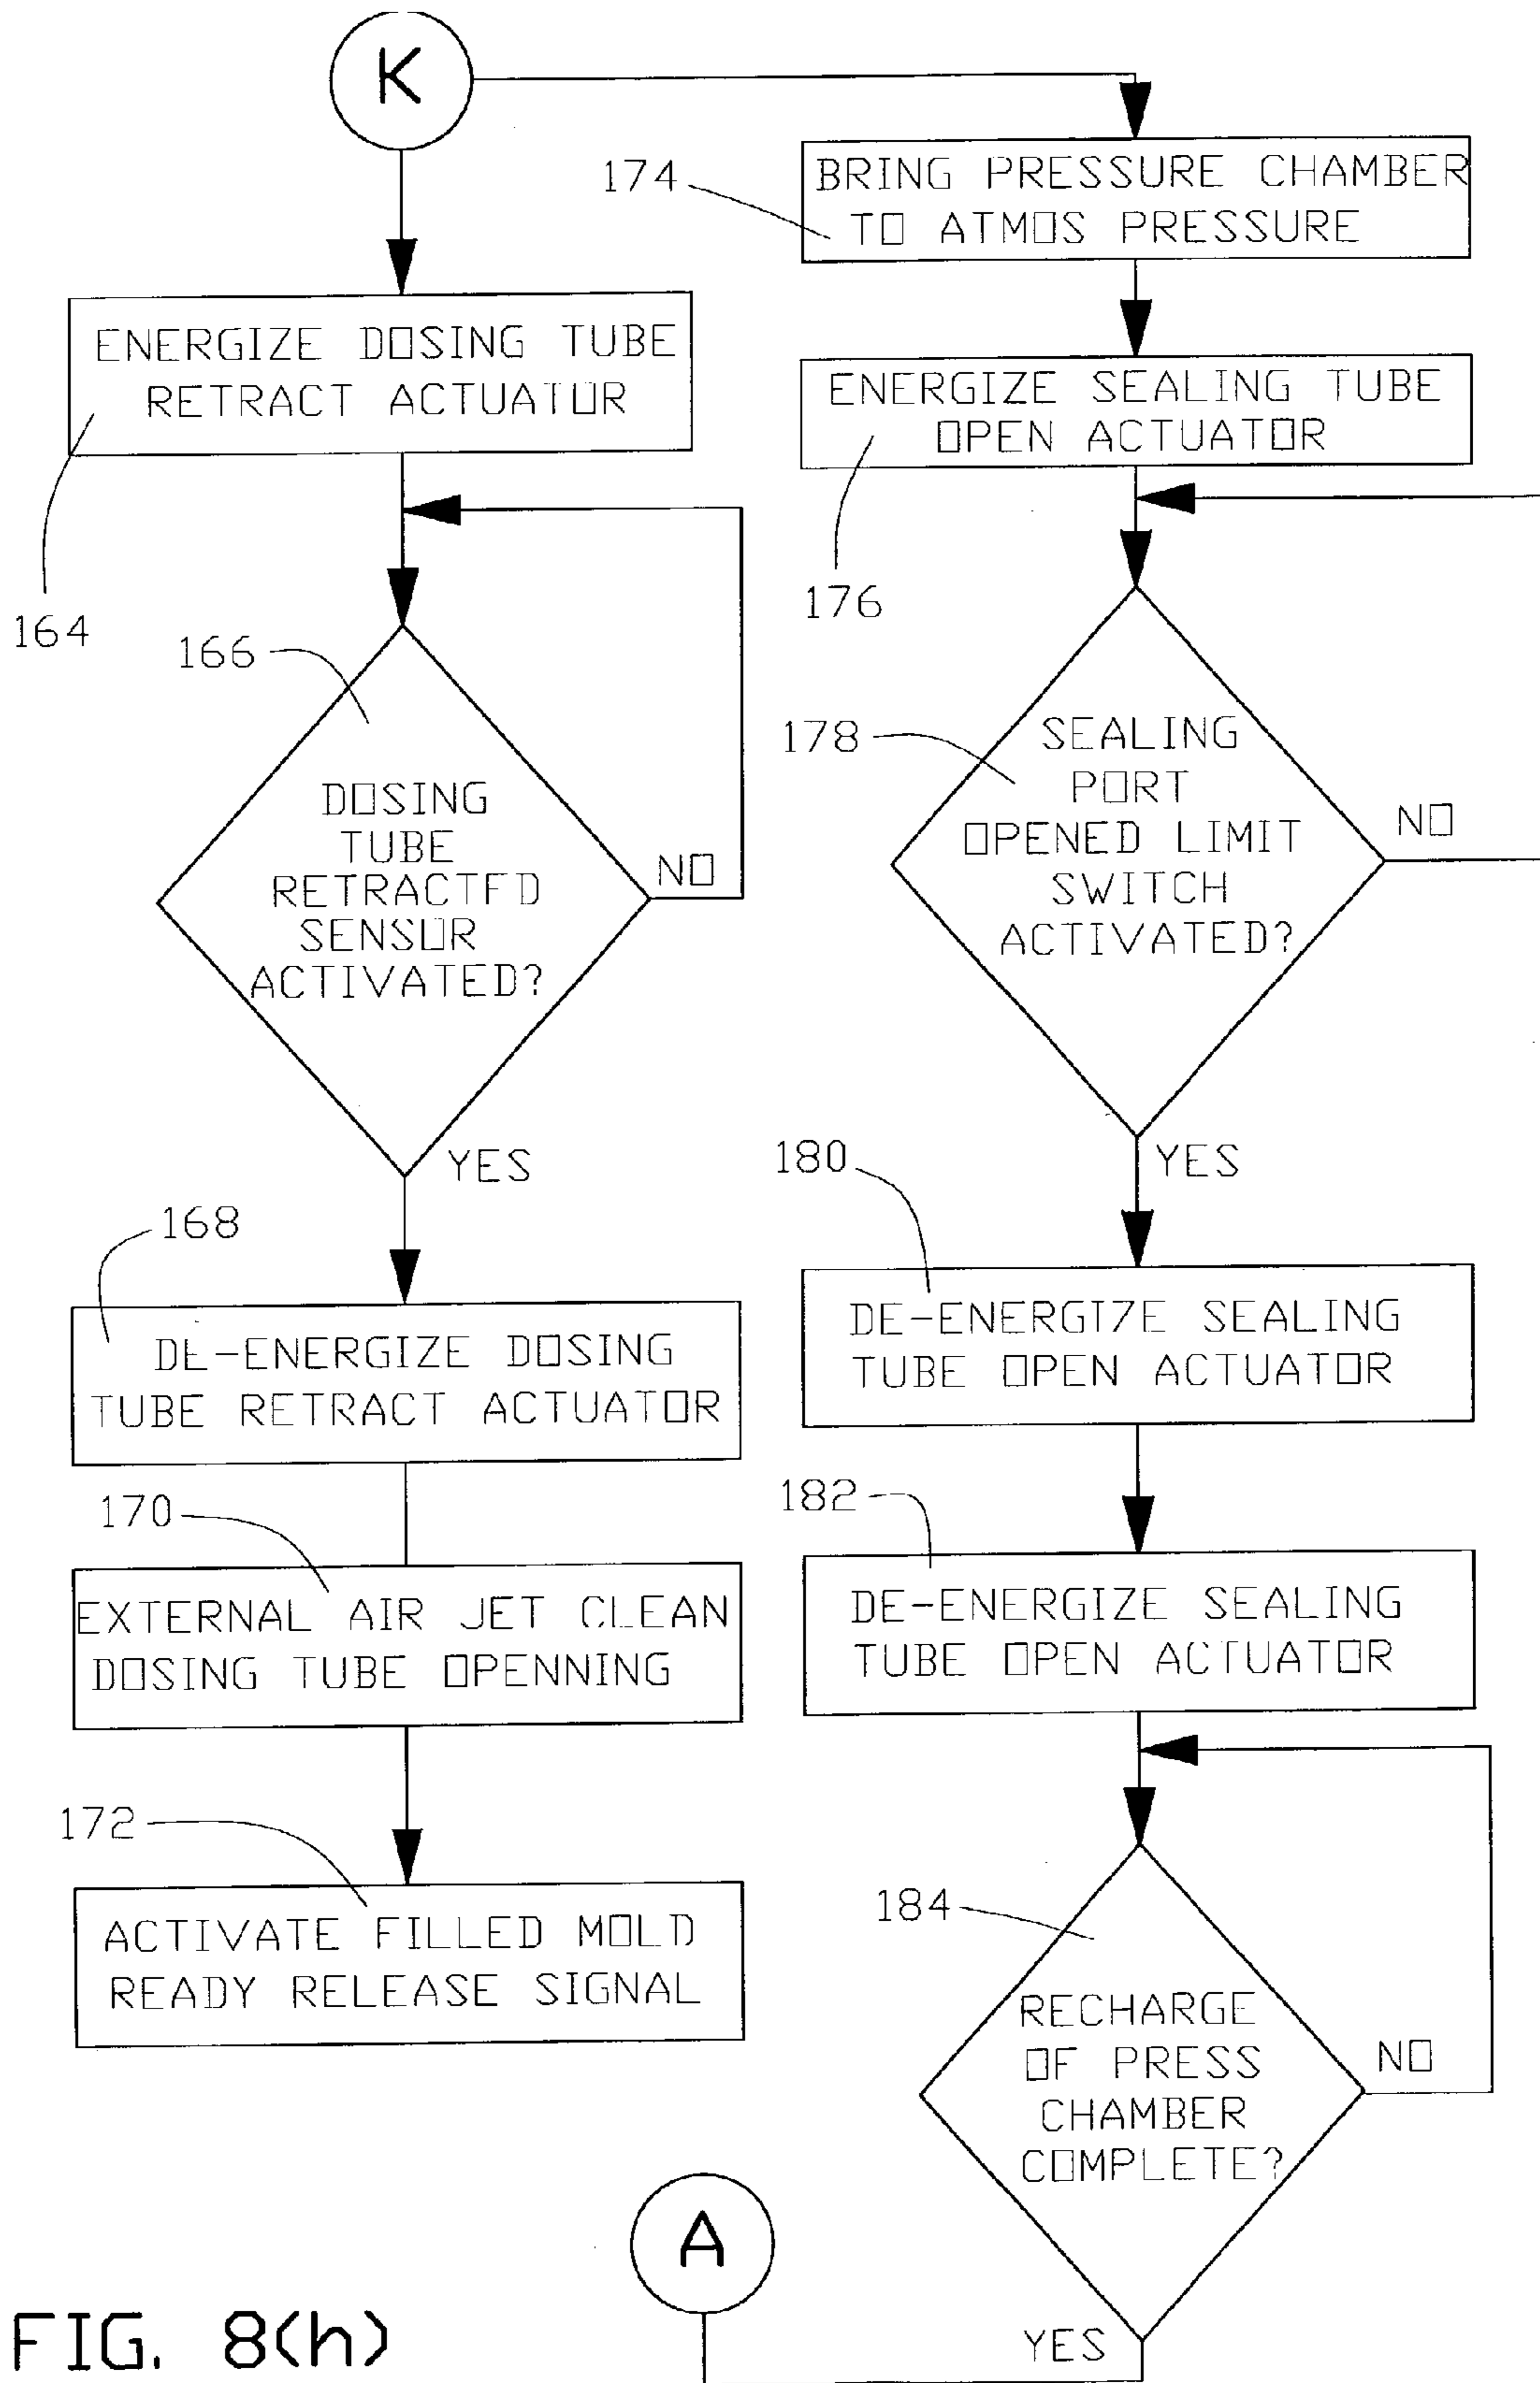 K
174
BRING PRESSURE CHAMBER
TO ATMOS PRESSURE
ENERGIZE DOSING TUBE
RETRACT ACTUATOR
164
ENERGIZE SEALING TUBE
OPEN ACTUATOR
176
166
DOSING
TUBE
RETRACTED
SENSOR
ACTIVATED?
NO
YES
178
SEALING
PORT
OPENED LIMIT
SWITCH
ACTIVATED?
NO
YES
168
DE-ENERGIZE DOSING
TUBE RETRACT ACTUATOR
180
DE-ENERGIZE SEALING
TUBE OPEN ACTUATOR
170
EXTERNAL AIR JET CLEAN
DOSING TUBE OPENNING
182
DE-ENERGIZE SEALING
TUBE OPEN ACTUATOR
172
ACTIVATE FILLED MOLD
READY RELEASE SIGNAL
184
RECHARGE
OF PRESS
CHAMBER
COMPLETE?
NO
YES
A
FIG. 8(h)